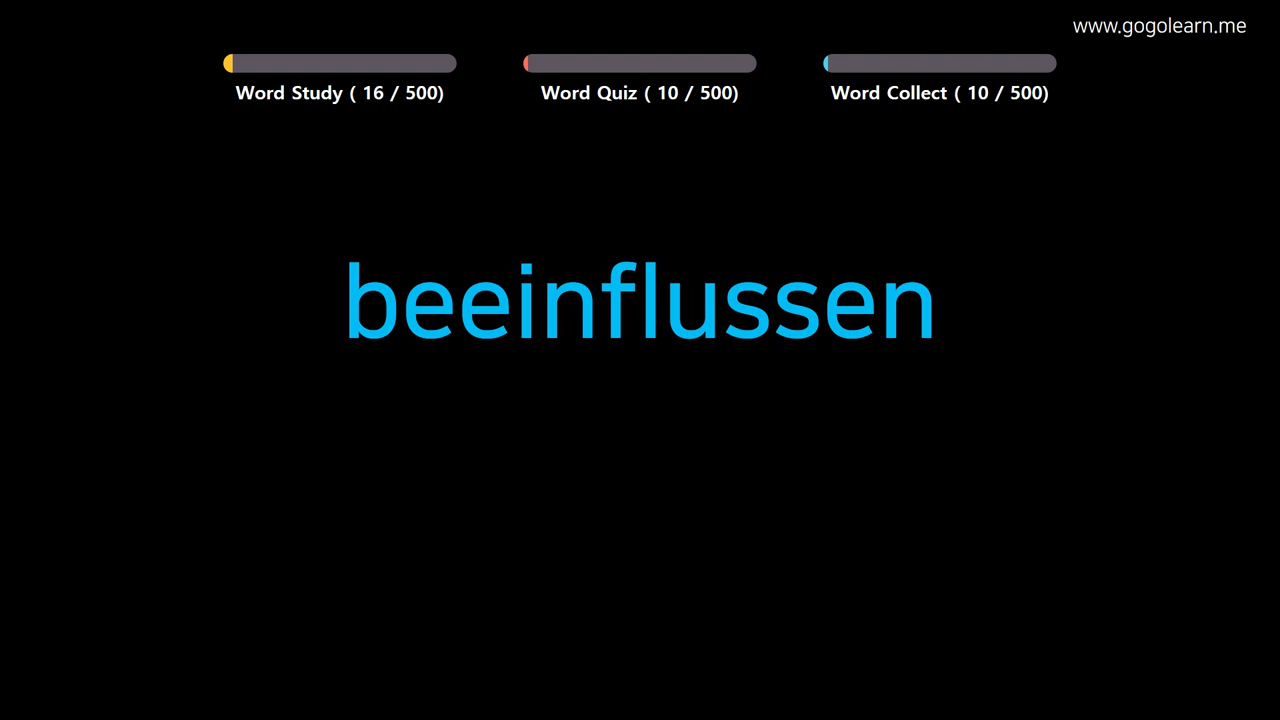 www.gogolearn.me
Word Study ( 16 / 500)
Word Quiz ( 10 / 500)
Word Collect ( 10 / 500)
beeinflussen